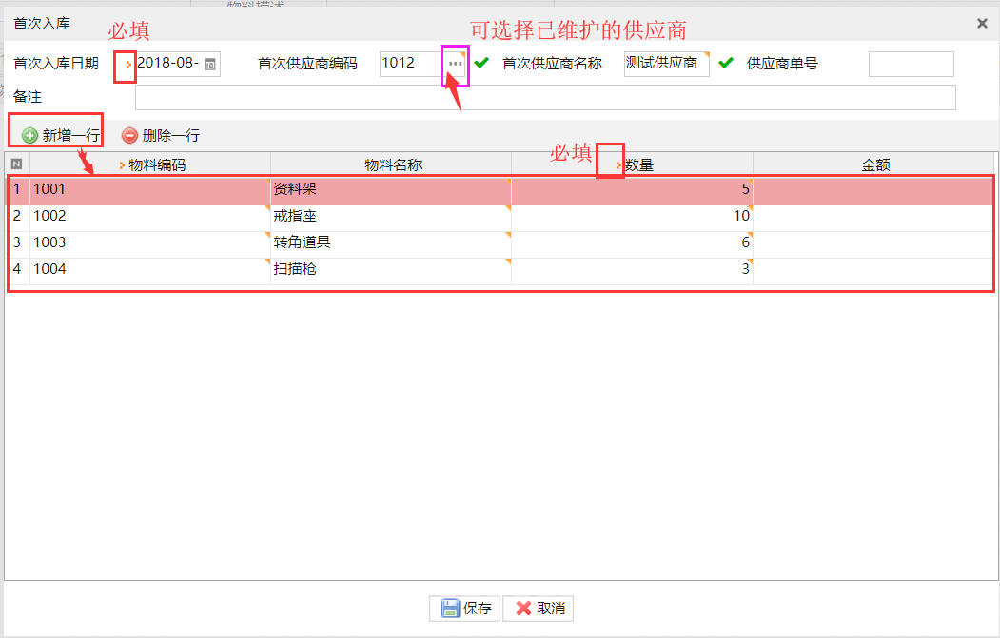 物料描述
首次入库
必填
可选择已维护的供应商
首次入库日期 2018-08- 首次供应商编码 1012 ... 首次供应商名称 测试供应商 供应商单号
备注
新增一行 删除一行
必填
N 物料编码 物料名称 数量 金额
1 1001 资料架 5
2 1002 戒指座 10
3 1003 转角道具 6
4 1004 扫描枪 3
保存 取消